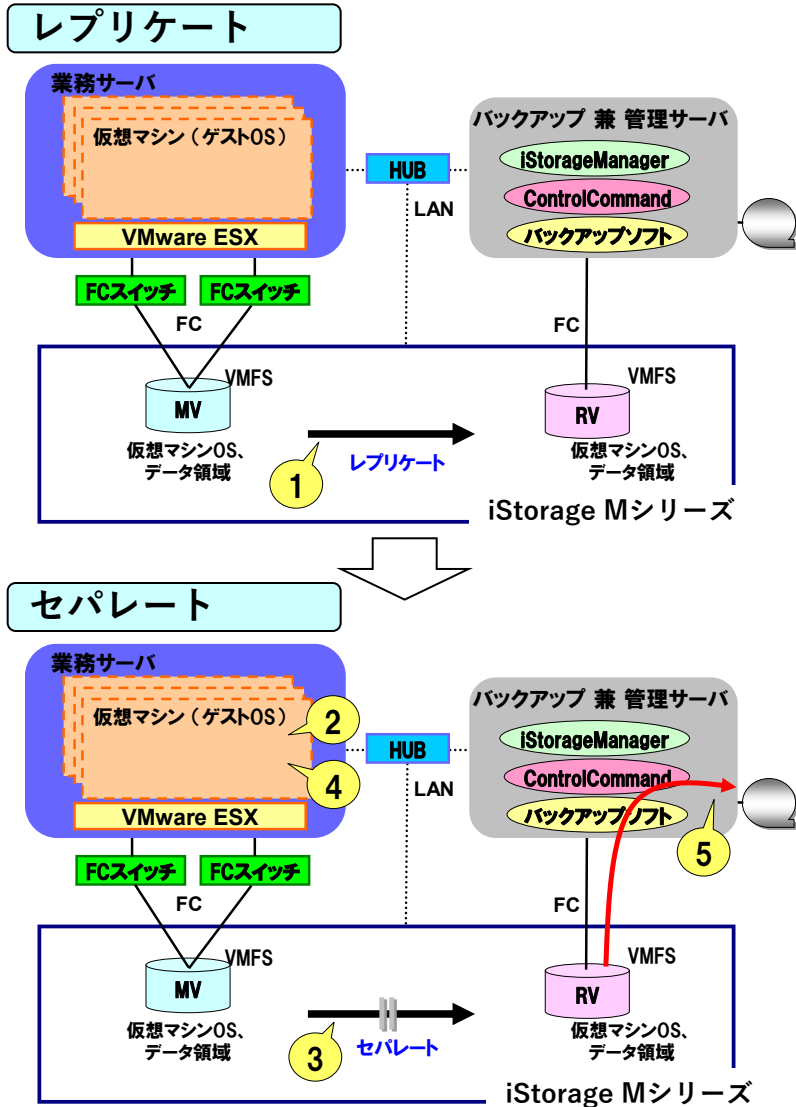 レプリケート
業務サーバ
仮想マシン（ゲストOS）
VMware ESX
FCスイッチ
FCスイッチ
FC
HUB
LAN
バックアップ 兼 管理サーバ
iStorageManager
ControlCommand
バックアップソフト
FC
VMFS
MV
仮想マシンOS、
データ領域
1
レプリケート
VMFS
RV
仮想マシンOS、
データ領域
iStorage Mシリーズ
セパレート
業務サーバ
仮想マシン（ゲストOS）
2
4
VMware ESX
FCスイッチ
FCスイッチ
FC
HUB
LAN
バックアップ 兼 管理サーバ
iStorageManager
ControlCommand
バックアップソフト
5
FC
VMFS
MV
仮想マシンOS、
データ領域
3
セパレート
VMFS
RV
仮想マシンOS、
データ領域
iStorage Mシリーズ